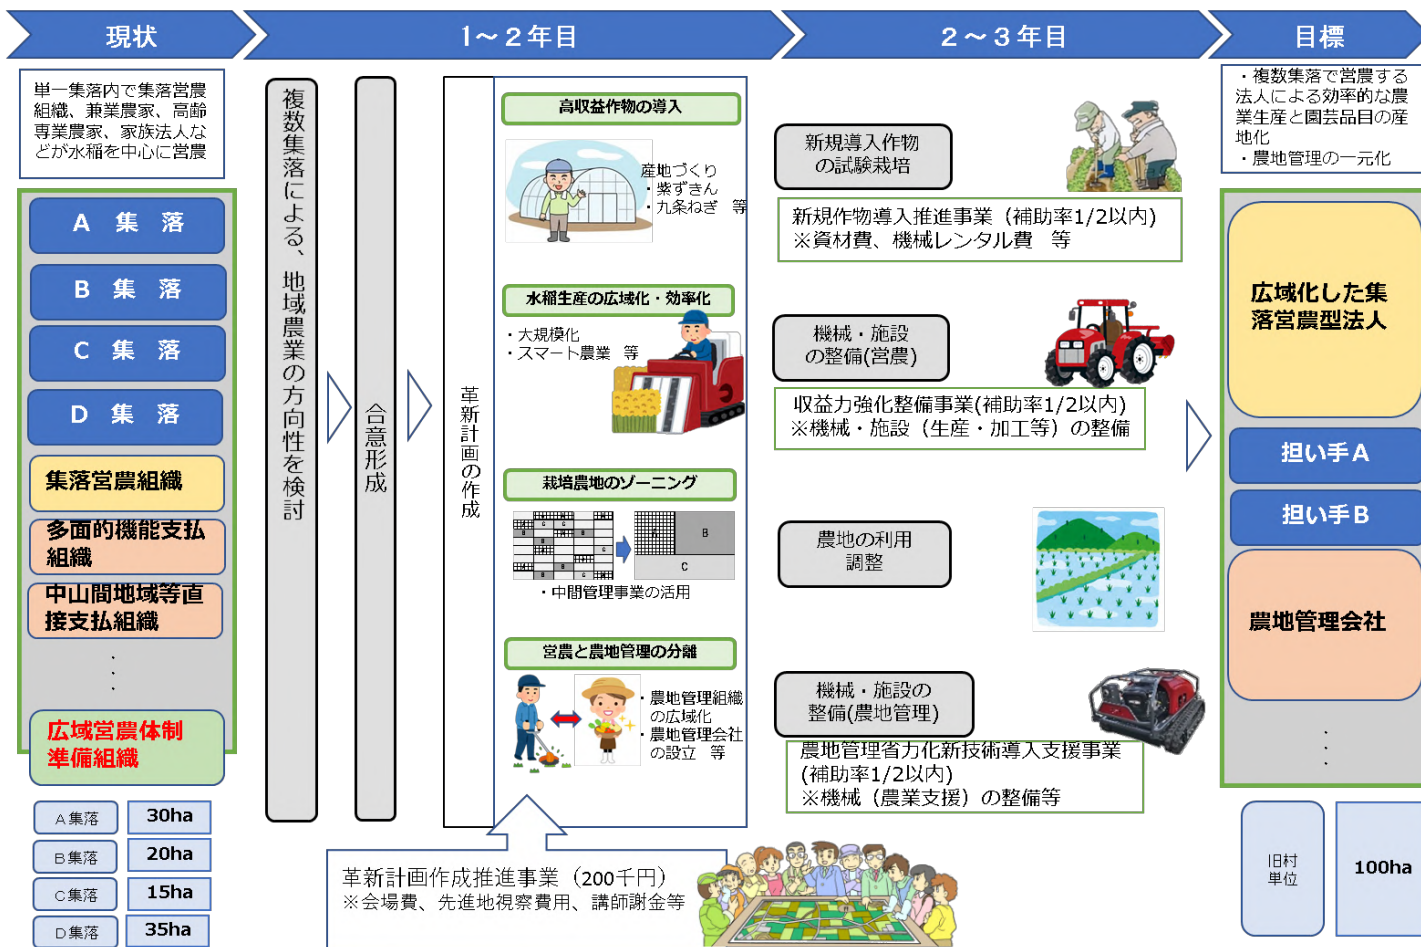 現状
1～2年目
2～3年目
目標
単一集落内で集落営農
組織、兼業農家、高齢
専業農家、家族法人な
どが水稲を中心に営農
A 集 落
B 集 落
C 集 落
D 集 落
集落営農組織
多面的機能支払
組織
中山間地域等直
接支払組織
・
・
・
広域営農体制
準備組織
A集落
30ha
B集落
20ha
C集落
15ha
D集落
35ha
複数集落による、地域農業の方向性を検討
合意形成
革新計画の作成
高収益作物の導入
産地づくり
・紫ずきん
・九条ねぎ 等
水稲生産の広域化・効率化
・大規模化
・スマート農業 等
栽培農地のゾーニング
A
B
C
・中間管理事業の活用
営農と農地管理の分離
・農地管理組織
の広域化
・農地管理会社
の設立 等
革新計画作成推進事業（200千円）
※会場費、先進地視察費用、講師謝金等
新規導入作物
の試験栽培
新規作物導入推進事業（補助率1/2以内）
※資材費、機械レンタル費 等
機械・施設
の整備(営農)
収益力強化整備事業(補助率1/2以内)
※機械・施設（生産・加工等）の整備
農地の利用
調整
機械・施設の
整備(農地管理)
農地管理省力化新技術導入支援事業
(補助率1/2以内)
※機械（農業支援）の整備等
・複数集落で営農する
法人による効率的な農
業生産と園芸品目の産
地化
・農地管理の一元化
広域化した集
落営農型法人
担い手A
担い手B
農地管理会社
・
・
・
旧村
単位
100ha